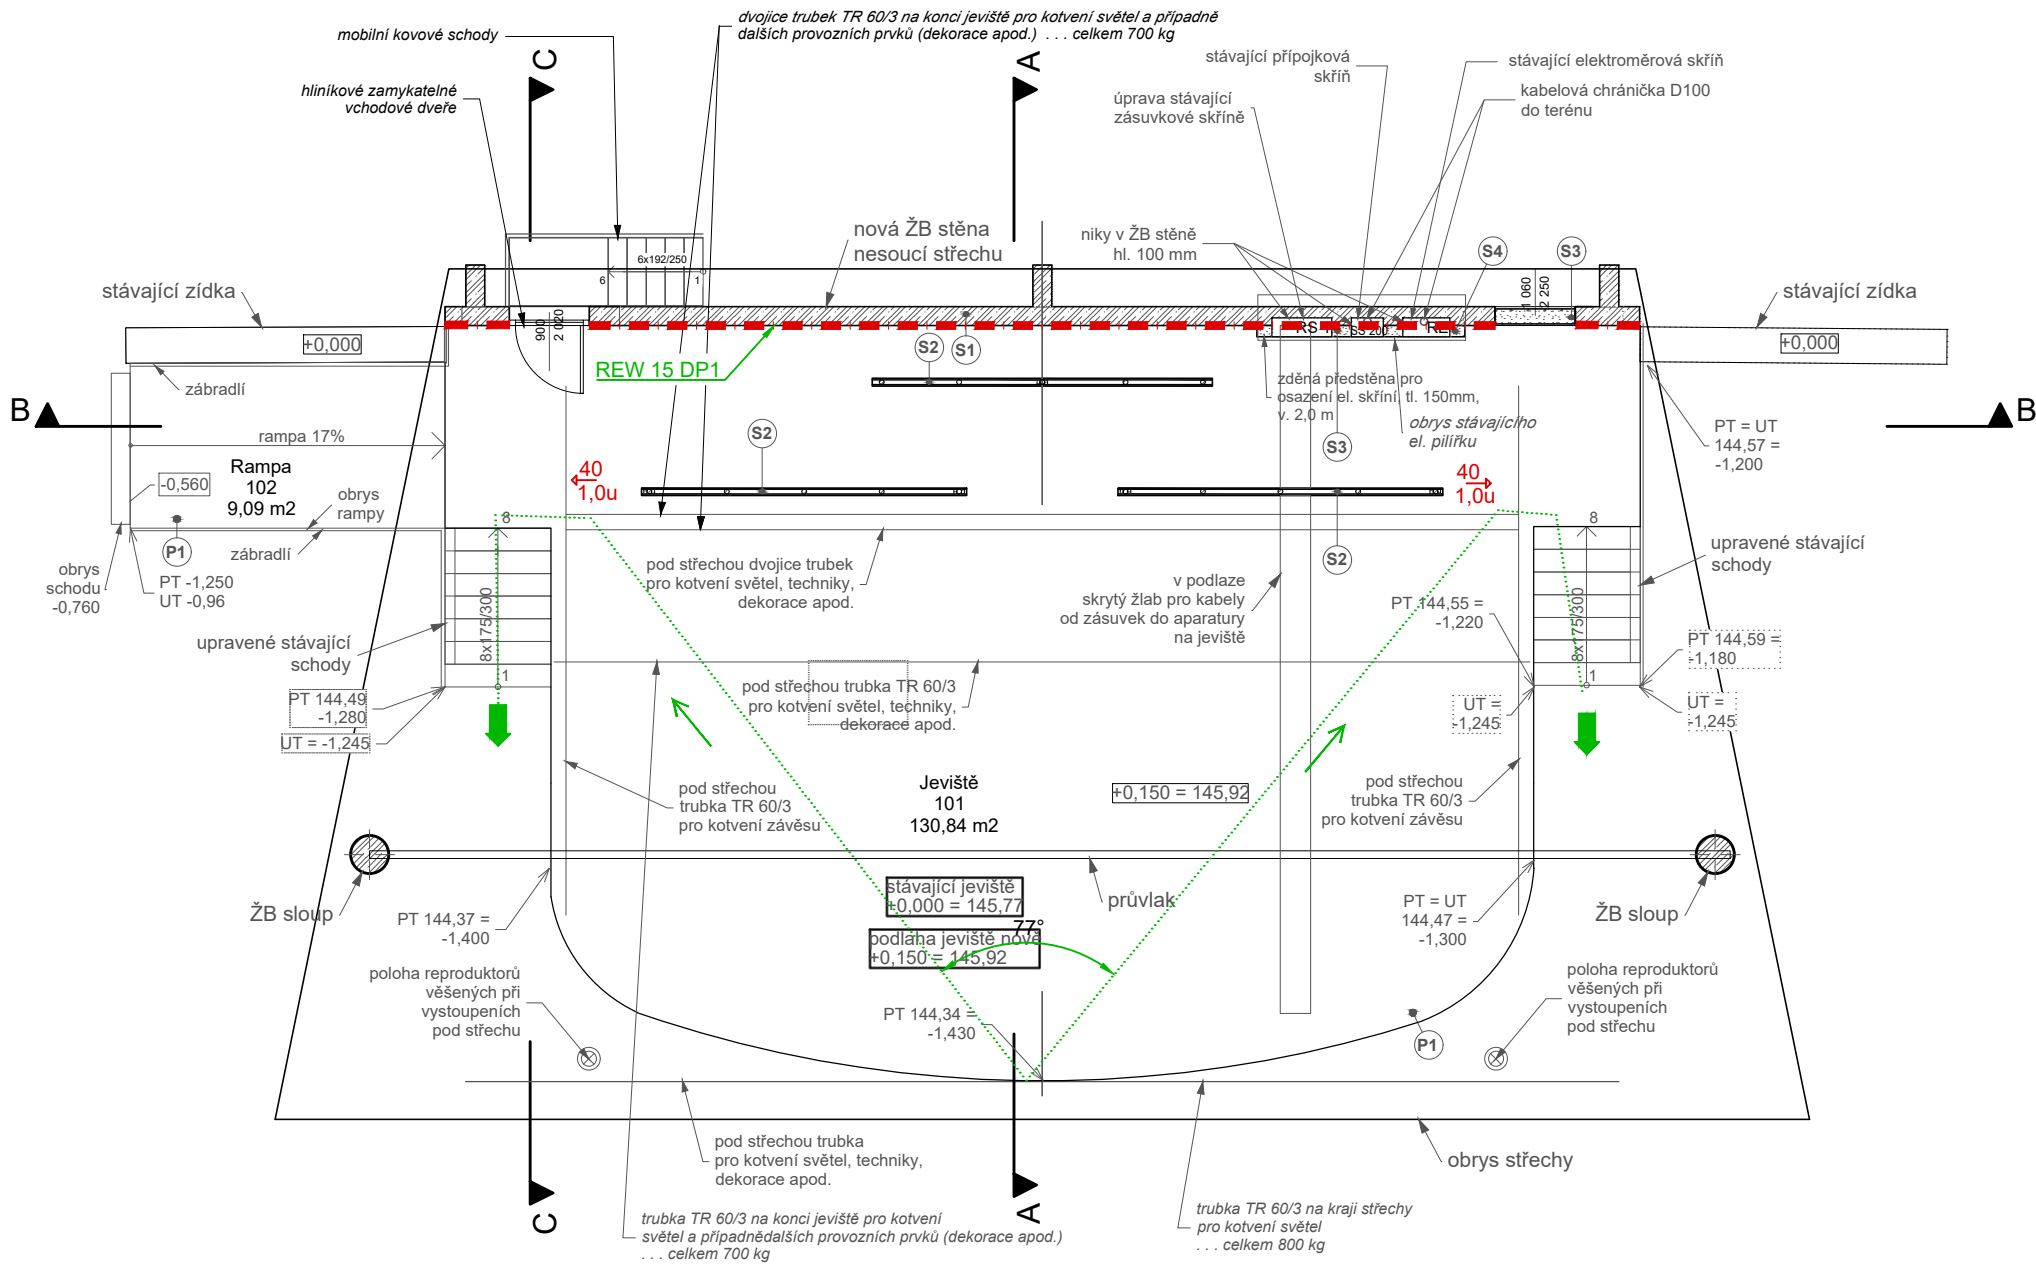 dvojice trubek TR 60/3 na konci jeviště pro kotvení světel a případně
dalších provozních prvků (dekorace apod.) . . . celkem 700 kg
mobilní kovové schody
C
A
stávající přípojková
skříň
stávající elektroměrová skříň
hliníkové zamykatelné
vchodové dveře
úprava stávající
zásuvkové skříně
kabelová chránička D100
do terénu
nová ŽB stěna
nesoucí střechu
niky v ŽB stěně
hl. 100 mm
S4
S3
6x192/250
6
1
1 060
2 250
stávající zídka
stávající zídka
+0,000
+0,000
900
2 020
RS 1
SS 200
RE
S2
S1
REW 15 DP1
zábradlí
zděná předstěna pro
osazení el. skříní, tl. 150mm,
v. 2,0 m
obrys stávajícího
el. pilířku
B
B
rampa 17%
S2
S3
PT = UT
144,57 =
-1,200
Rampa
102
9,09 m2
-0,560
40
1,0u
40
1,0u
obrys
rampy
8
8
P1
zábradlí
S2
upravené stávající
schody
obrys
schodu
-0,760
PT -1,250
UT -0,96
pod střechou dvojice trubek
pro kotvení světel, techniky,
dekorace apod.
v podlaze
skrytý žlab pro kabely
od zásuvek do aparatury
na jeviště
PT 144,55 =
-1,220
8x175/300
8x175/300
upravené stávající
schody
PT 144,59 =
-1,180
1
1
PT 144,49
-1,280
pod střechou trubka TR 60/3
pro kotvení světel, techniky,
dekorace apod.
UT =
-1,245
UT =
-1,245
UT = -1,245
pod střechou
trubka TR 60/3
pro kotvení závěsu
Jeviště
101
130,84 m2
+0,150 = 145,92
pod střechou
trubka TR 60/3
pro kotvení závěsu
stávající jeviště
+0,000 = 145,77
průvlak
ŽB sloup
ŽB sloup
PT 144,37 =
-1,400
PT = UT
144,47 =
-1,300
77°
podlaha jeviště nově
+0,150 = 145,92
poloha reproduktorů
věšených při
vystoupeních
pod střechu
poloha reproduktorů
věšených při
vystoupeních
pod střechu
PT 144,34 =
-1,430
P1
pod střechou trubka
pro kotvení světel, techniky,
dekorace apod.
obrys střechy
C
A
trubka TR 60/3 na konci jeviště pro kotvení
světel a případnědalších provozních prvků (dekorace apod.)
. . . celkem 700 kg
trubka TR 60/3 na kraji střechy
pro kotvení světel
. . . celkem 800 kg